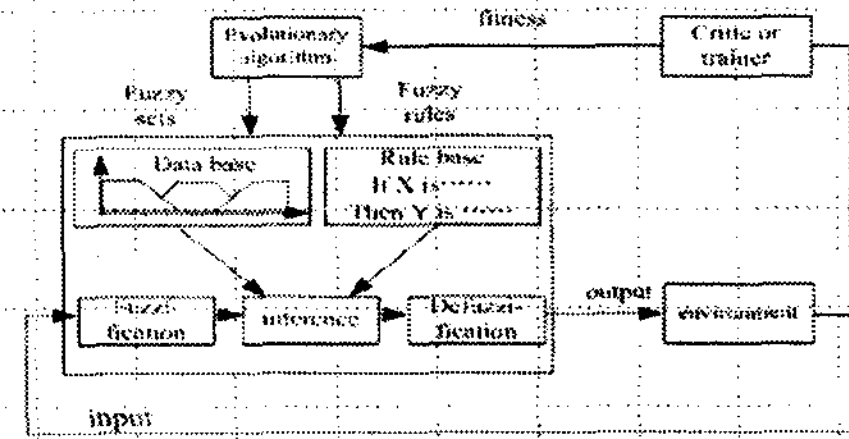 fitness
Evolutionary
algorithm
Critic or
trainer
Fuzzy
sets
Fuzzy
rules
Data base
Rule base
If X is······
Then Y is······
Fuzzi-
fication
inference
Defuzzi-
fication
output
environment
input